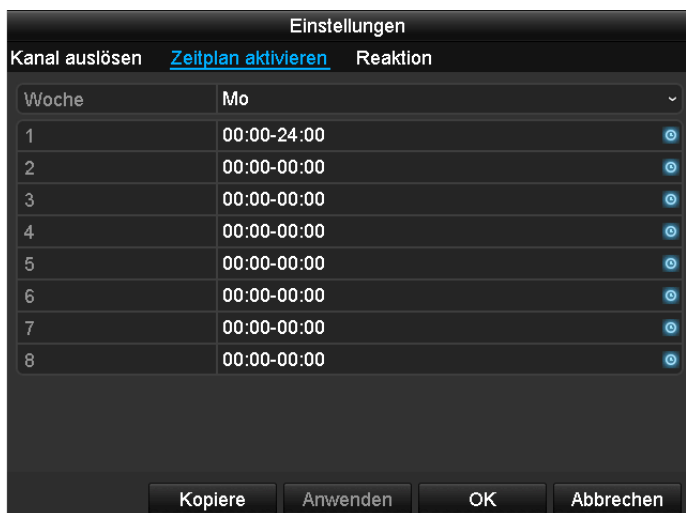 Einstellungen
Kanal auslösen Zeitplan aktivieren Reaktion
Woche Mo
1 00:00-24:00
2 00:00-00:00
3 00:00-00:00
4 00:00-00:00
5 00:00-00:00
6 00:00-00:00
7 00:00-00:00
8 00:00-00:00
Kopiere Anwenden OK Abbrechen